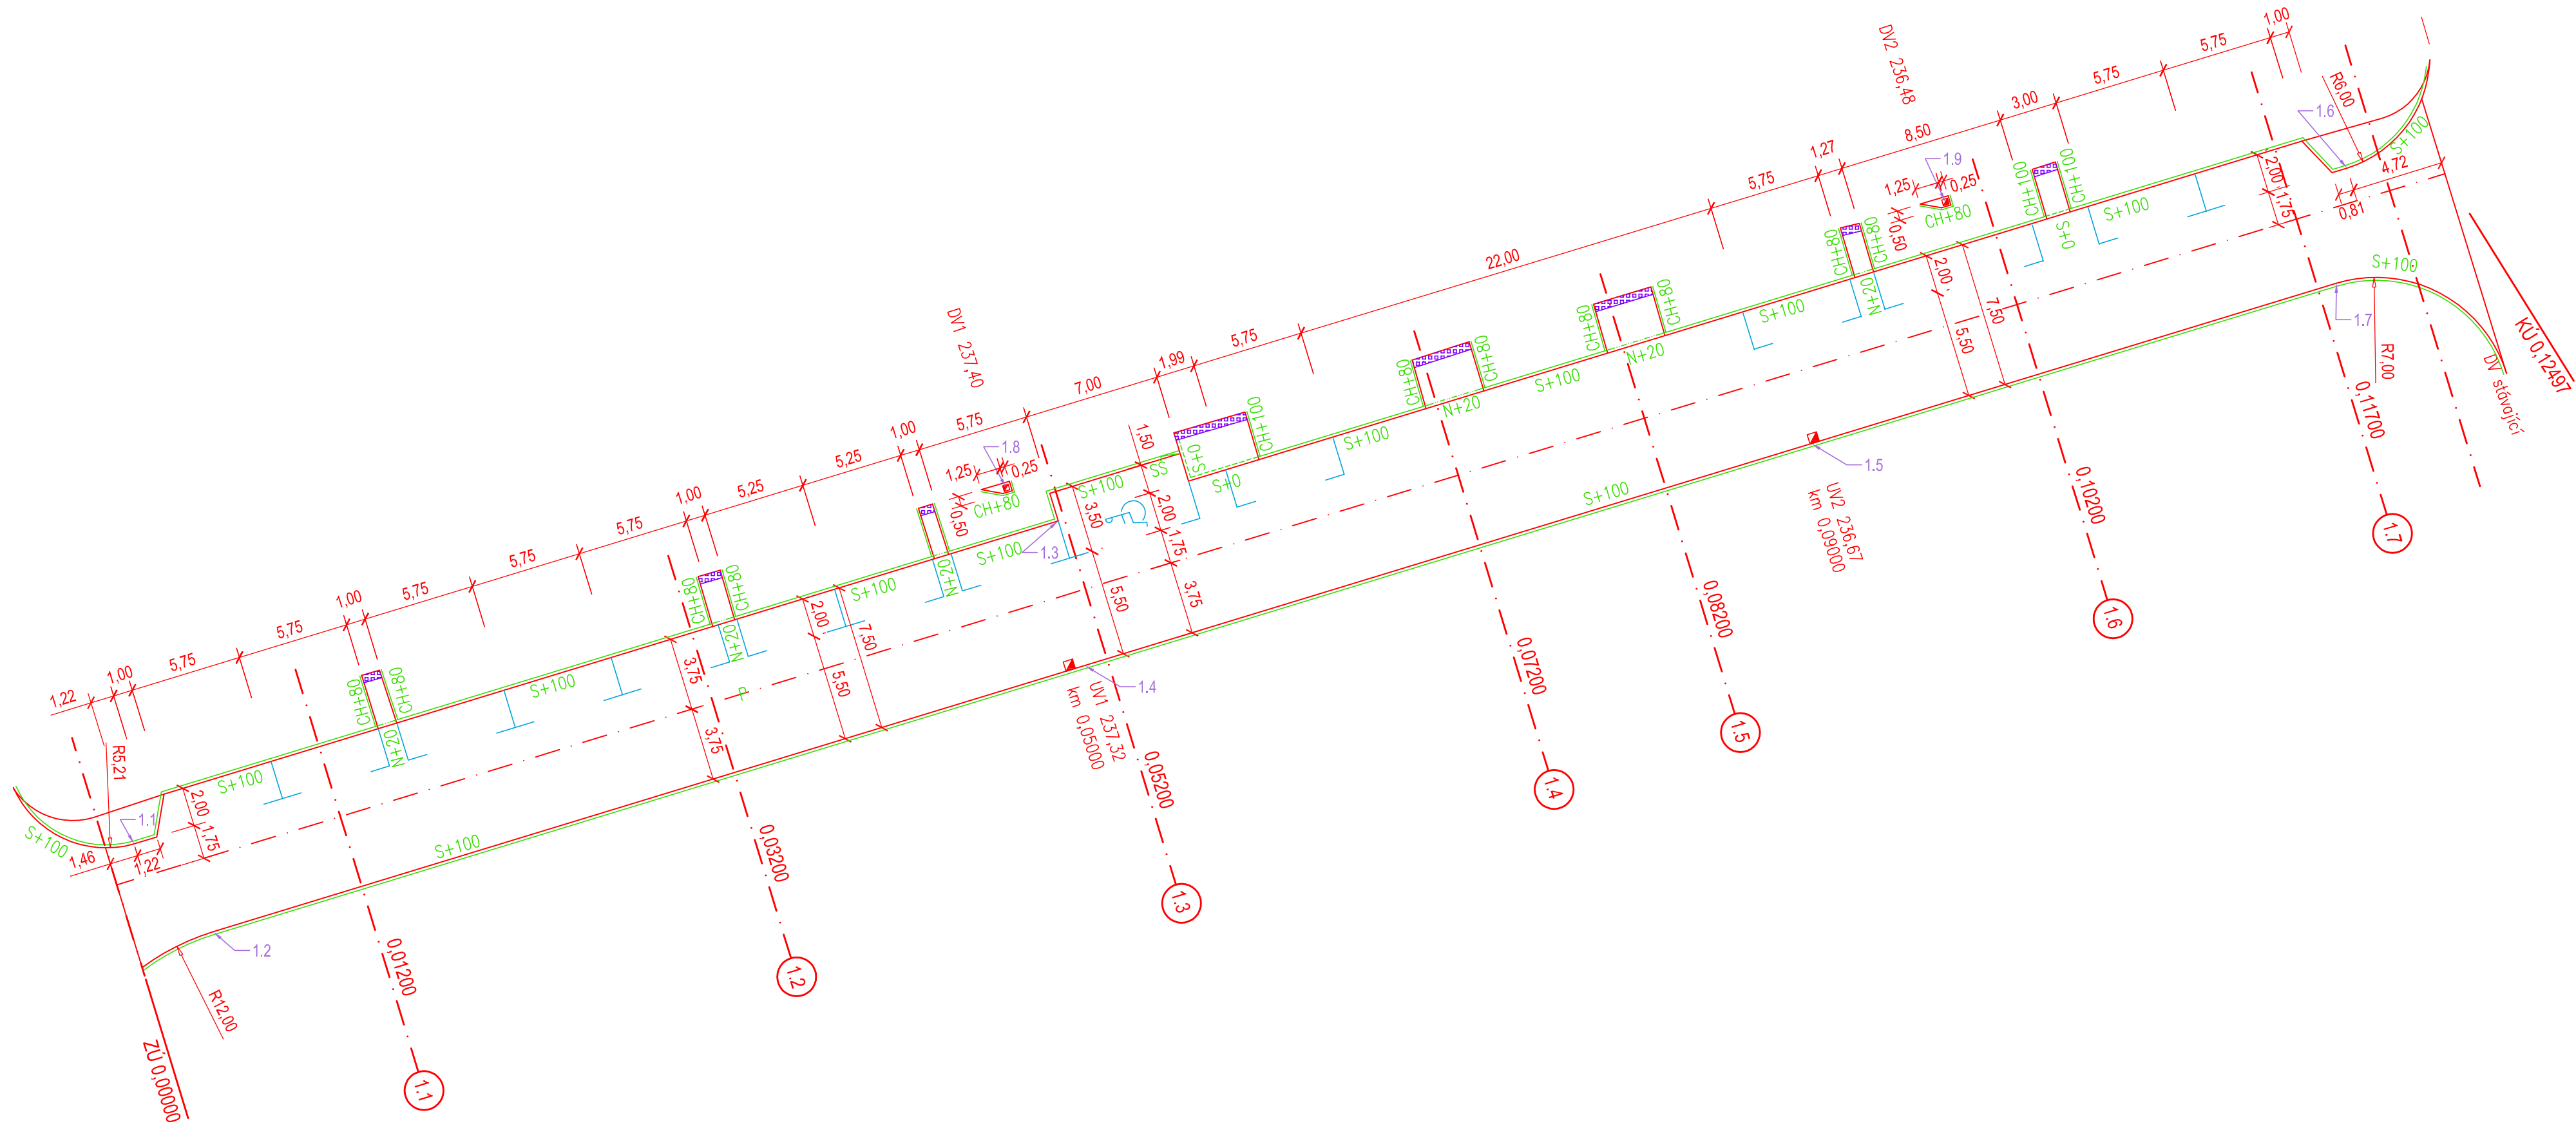 1,22
1,00
5,75
5,75
1,00
5,75
5,75
5,75
1,00
5,25
5,25
1,00
5,75
7,00
1,99
5,75
22,00
5,75
1,27
8,50
3,00
5,75
1,00
DV1 237,40
DV2 236,48
R5,21
S+100
1,46
1,22
1.1
2,00
1,75
S+100
CH+80
CH+80
N+20
S+100
1.2
R12,00
ZÚ 0,00000
S+100
CH+80
CH+80
N+20
P
3,75
3,75
2,00
5,50
7,50
S+100
CH+80
1,25
0,25
0,50
1.8
N+20
S+100
1.3
S+100
SS
1,50
3,50
5,50
2,00
1,75
3,75
S+0
S+0
CH+100
S+100
UV1 237,32
km 0,05000
1.4
CH+80
CH+80
N+20
S+100
CH+80
CH+80
N+20
S+100
S+100
CH+80
CH+80
N+20
1,25
0,25
0,50
1.9
CH+80
2,00
5,50
7,50
UV2 236,67
km 0,09000
1.5
CH+100
CH+100
S+0
S+100
2,00
1,75
R6,00
1.6
S+100
4,72
0,81
S+100
1.7
R7,00
DV stávající
KÚ 0,12497
0,01200
1.1
0,03200
1.2
0,05200
1.3
0,07200
1.4
0,08200
1.5
0,10200
1.6
0,11700
1.7